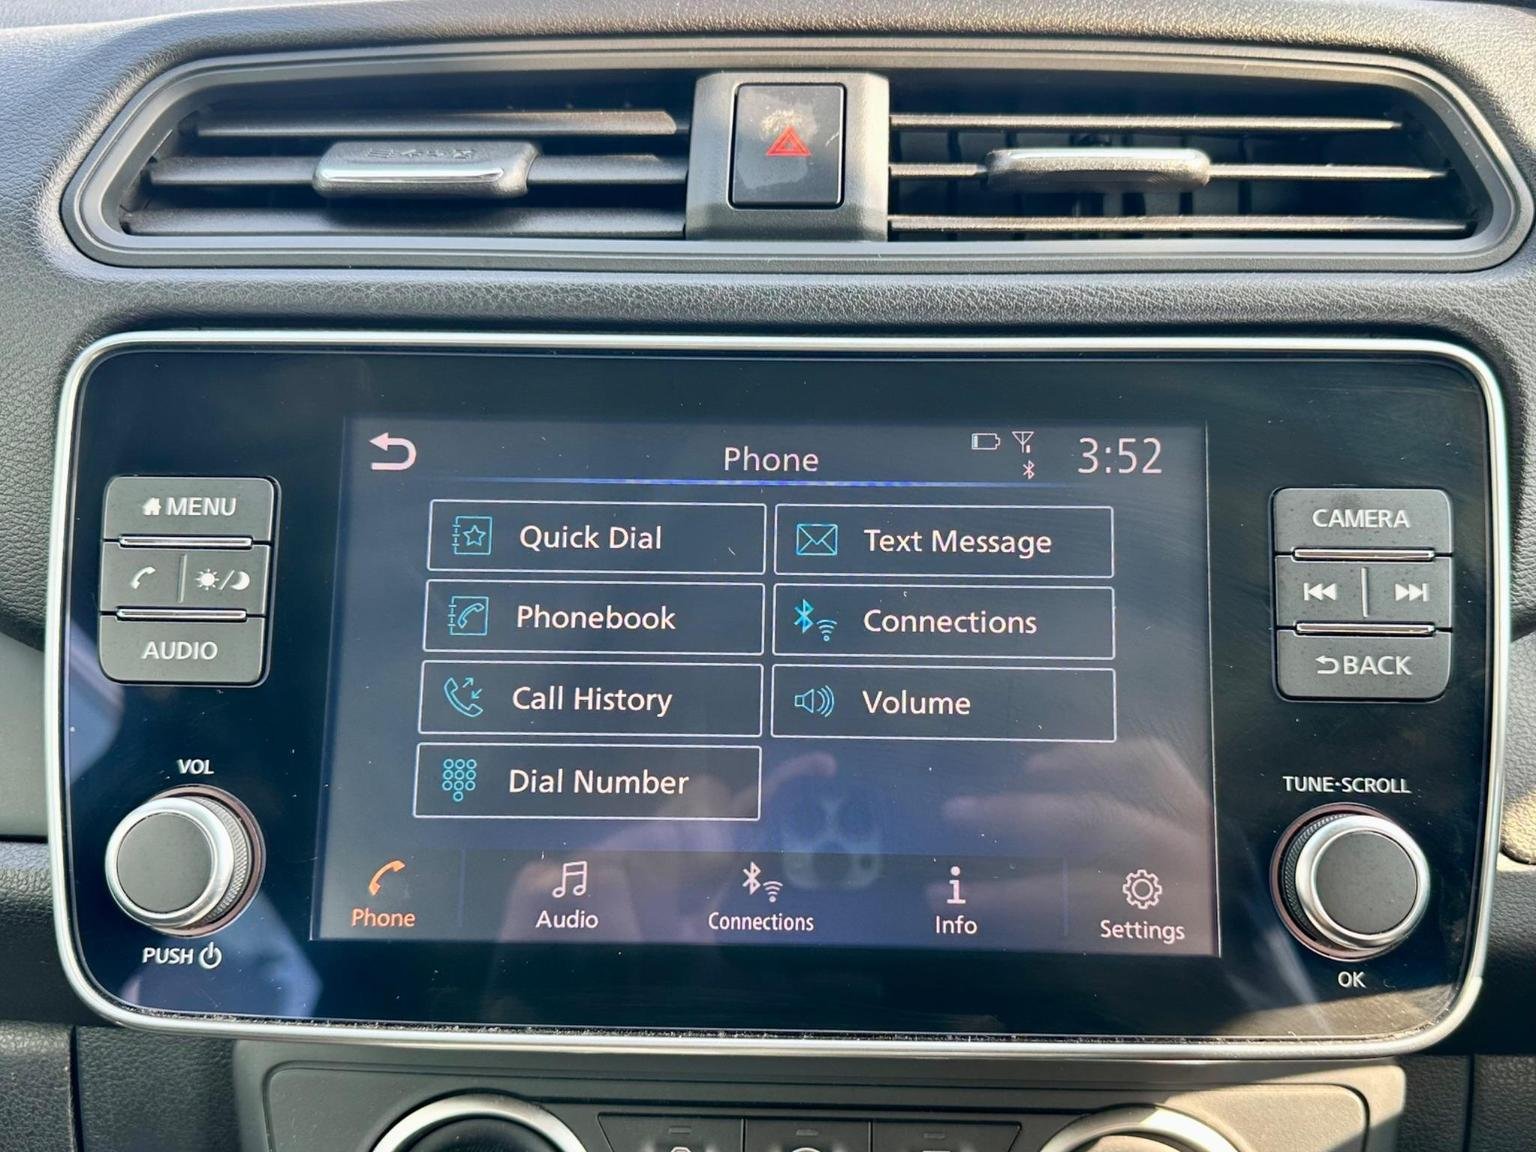 Phone
3:52
MENU
AUDIO
VOL
PUSH
Quick Dial
Text Message
Phonebook
Connections
Call History
Volume
Dial Number
Phone
Audio
Connections
Info
Settings
CAMERA
BACK
TUNE·SCROLL
OK